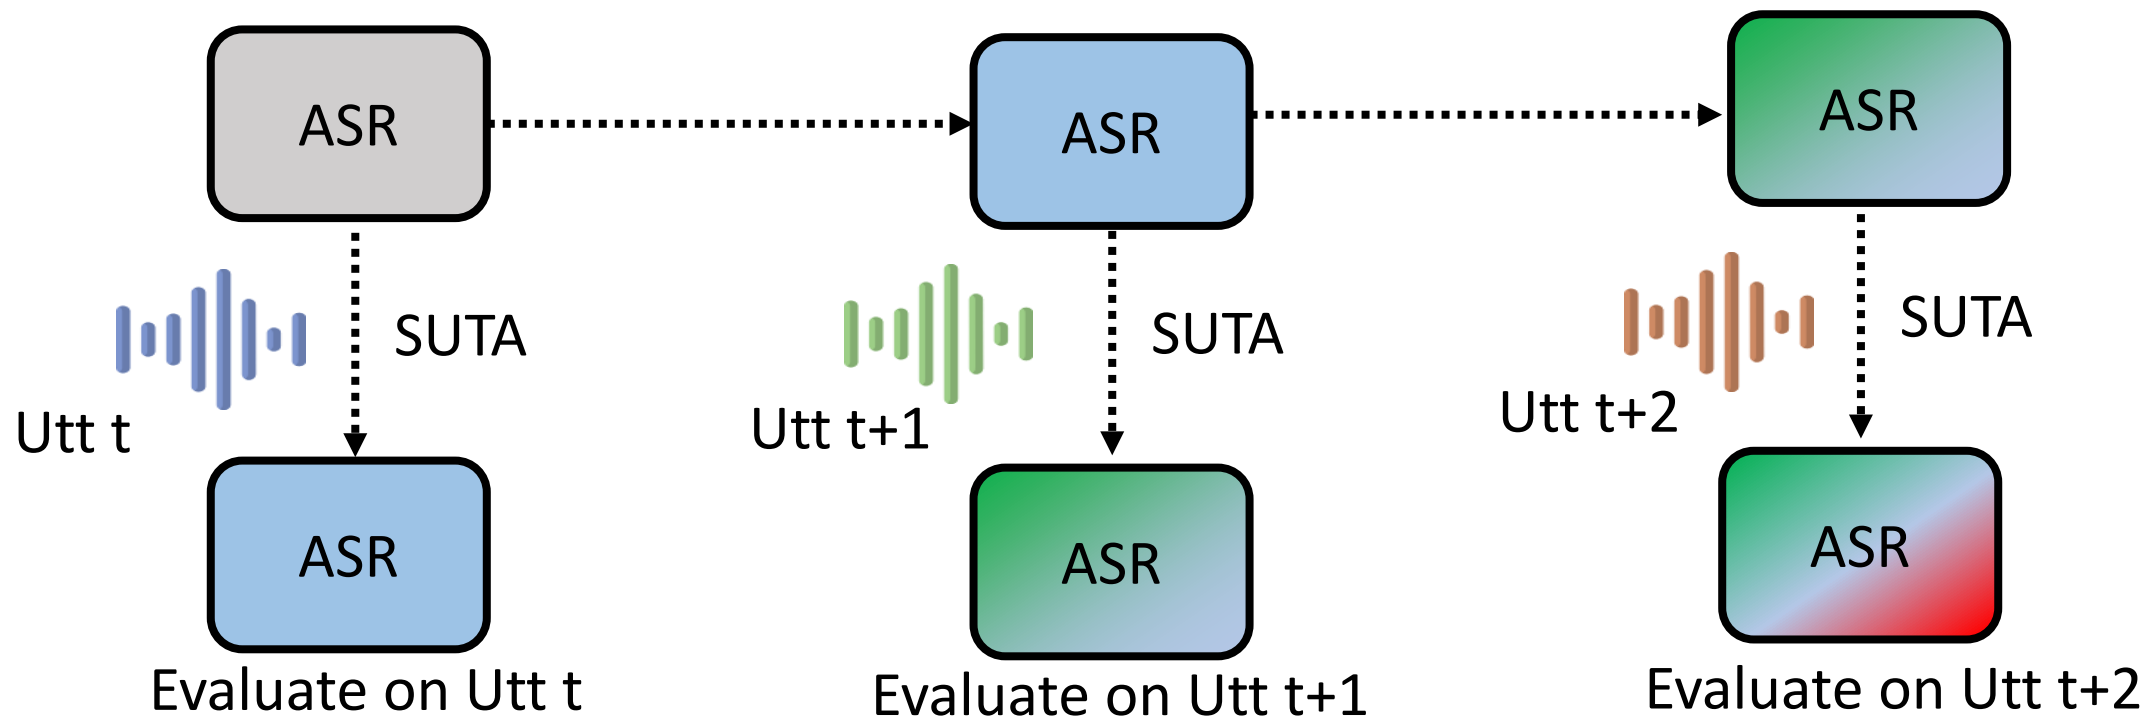 ASR
ASR
ASR
SUTA
SUTA
SUTA
Utt t
Utt t+1
Utt t+2
ASR
ASR
ASR
Evaluate on Utt t
Evaluate on Utt t+1
Evaluate on Utt t+2